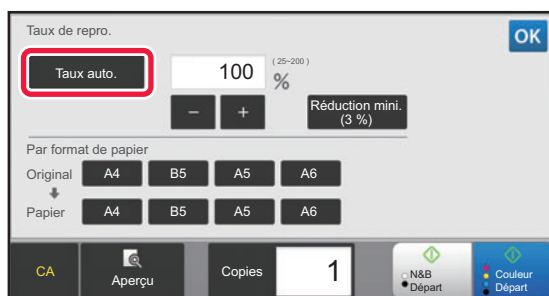 Taux de repro.
OK
Taux auto.
100
(25~200)
%
−
+
Réduction mini.
(3 %)
Par format de papier
Original
A4
B5
A5
A6
Papier
A4
B5
A5
A6
CA
Aperçu
Copies
1
N&B
Départ
Couleur
Départ